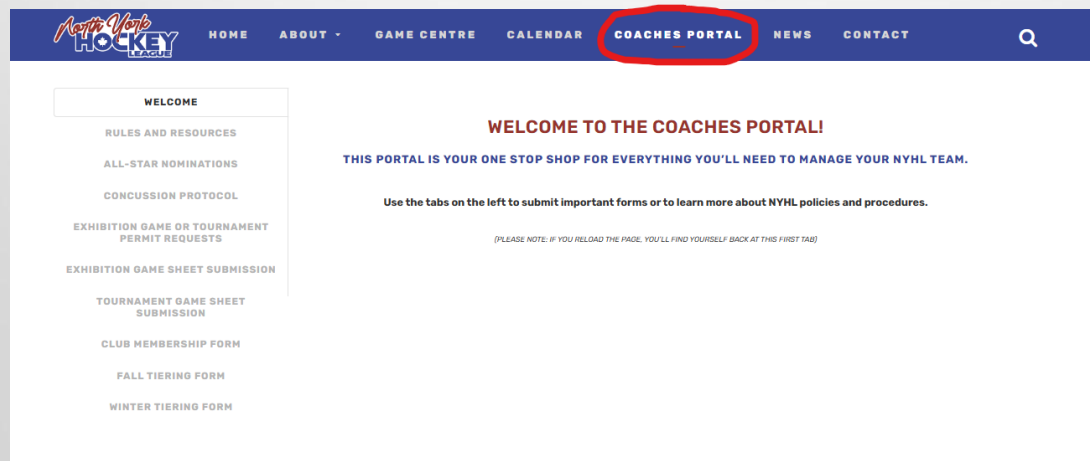 North York
HOCKEY
LEAGUE
HOME ABOUT GAME CENTRE CALENDAR COACHES PORTAL NEWS CONTACT
WELCOME
RULES AND RESOURCES
ALL-STAR NOMINATIONS
CONCUSSION PROTOCOL
EXHIBITION GAME OR TOURNAMENT
PERMIT REQUESTS
EXHIBITION GAME SHEET SUBMISSION
TOURNAMENT GAME SHEET
SUBMISSION
CLUB MEMBERSHIP FORM
FALL TIERING FORM
WINTER TIERING FORM
WELCOME TO THE COACHES PORTAL!
THIS PORTAL IS YOUR ONE STOP SHOP FOR EVERYTHING YOU'LL NEED TO MANAGE YOUR NYHL TEAM.
Use the tabs on the left to submit important forms or to learn more about NYHL policies and procedures.
(PLEASE NOTE: IF YOU RELOAD THE PAGE, YOU'LL FIND YOURSELF BACK AT THIS FIRST TAB)